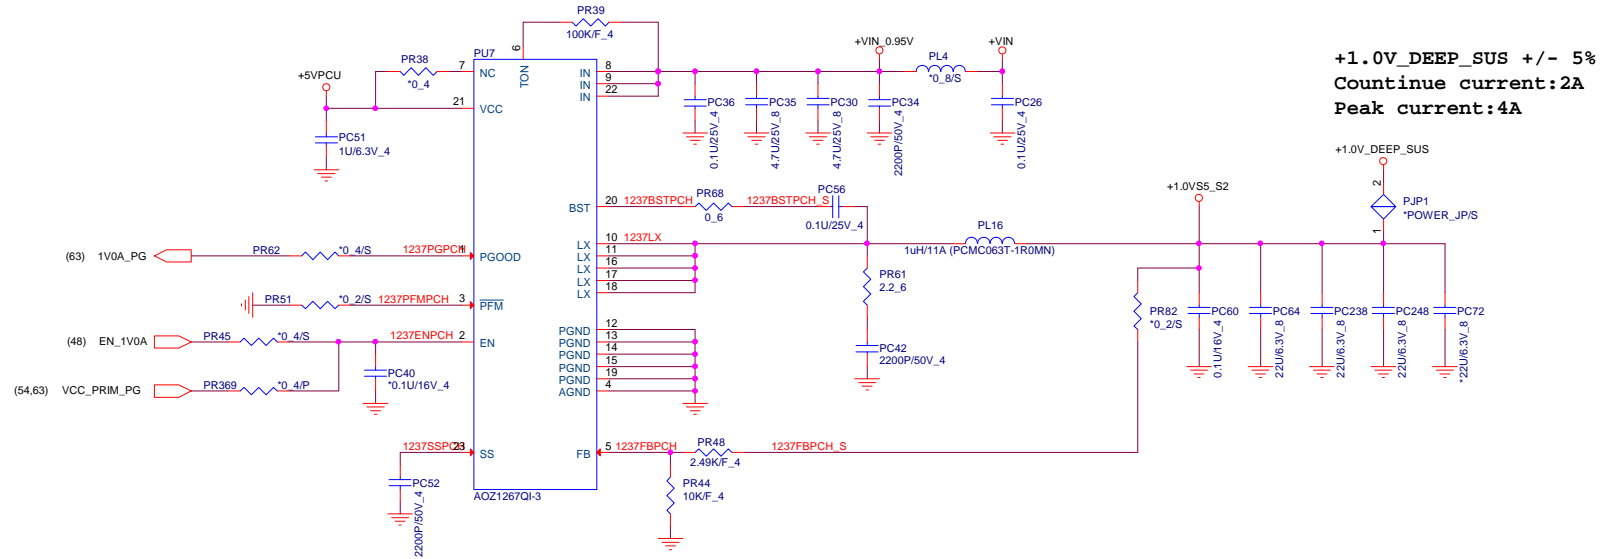 PR39
100K/F_4
+VIN_0.95V
PL4
*0_8/S
+VIN
+1.0V_DEEP_SUS +/- 5%
Countinue current:2A
Peak current:4A
+5VPCU
PR38
*0_4
PU7
6
TON
7
NC
21
VCC
8
IN
9
IN
22
IN
PC51
1U/6.3V_4
PC36
0.1U/25V_4
PC35
4.7U/25V_8
PC30
4.7U/25V_8
PC34
2200P/50V_4
PC26
0.1U/25V_4
+1.0V_DEEP_SUS
2
PJP1
*POWER_JP/S
1
+1.0VS5_S2
BST
20
1237BSTPCH
PR68
0_6
1237BSTPCH_S
PC56
0.1U/25V_4
LX
10
1237LX
LX
11
LX
16
LX
17
LX
18
PL16
1uH/11A (PCMC063T-1R0MN)
(63)
1V0A_PG
PR62
*0_4/S
1237PGPCH
1
PGOOD
PR51
*0_2/S
1237PFMPCH
3
PFM
(48)
EN_1V0A
PR45
*0_4/S
1237ENPCH
2
EN
PC40
*0.1U/16V_4
(54,63)
VCC_PRIM_PG
PR369
*0_4/P
PGND
12
PGND
13
PGND
14
PGND
15
PGND
19
AGND
4
PR61
2.2_6
PC42
2200P/50V_4
PR82
*0_2/S
PC60
0.1U/16V_4
PC64
22U/6.3V_8
PC238
22U/6.3V_8
PC248
22U/6.3V_8
PC72
*22U/6.3V_8
1237SSPCH
23
SS
PC52
2200P/50V_4
FB
5
1237FBPCH
PR48
2.49K/F_4
1237FBPCH_S
PR44
10K/F_4
AOZ1267QI-3